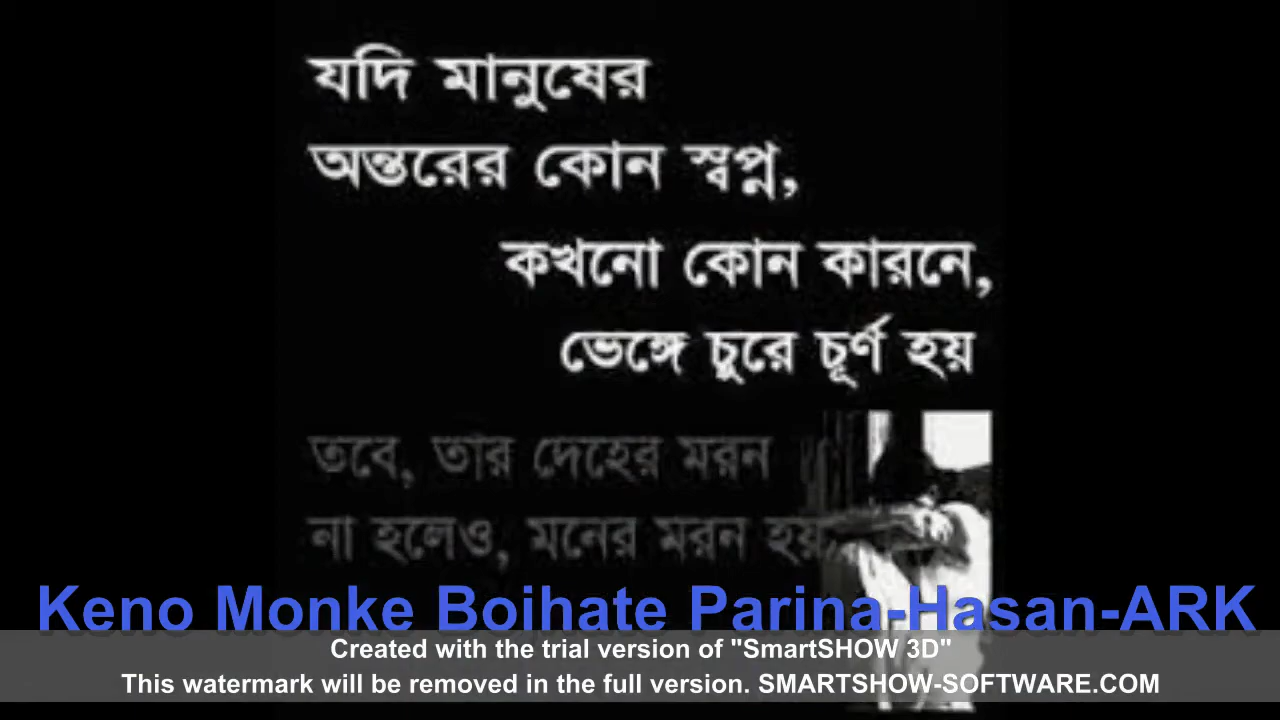 যদি মানুষের
অন্তরের কোন স্বপ্ন,
কখনো কোন কারনে,
ভেঙ্গে চুরে চূর্ণ হয়
তবে, তার দেহের মরন
না হলেও, মনের মরন হয়
Keno Monke Boihate Parina-Hasan-ARK
Created with the trial version of "SmartSHOW 3D"
This watermark will be removed in the full version. SMARTSHOW-SOFTWARE.COM